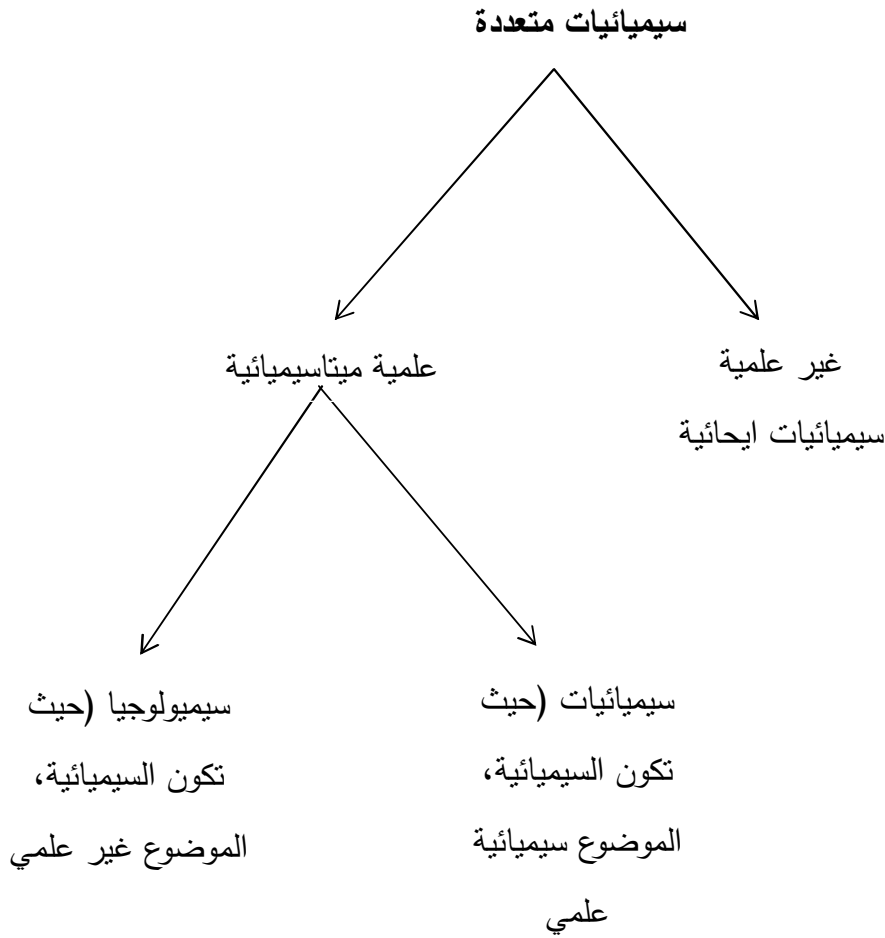 سيميائيات متعددة
غير علمية
سيميائيات ايحائية
علمية ميتاسيميائية
سيميائيات (حيث
تكون السيميائية،
الموضوع سيميائية
علمي
سيميولوجيا (حيث
تكون السيميائية،
الموضوع غير علمي